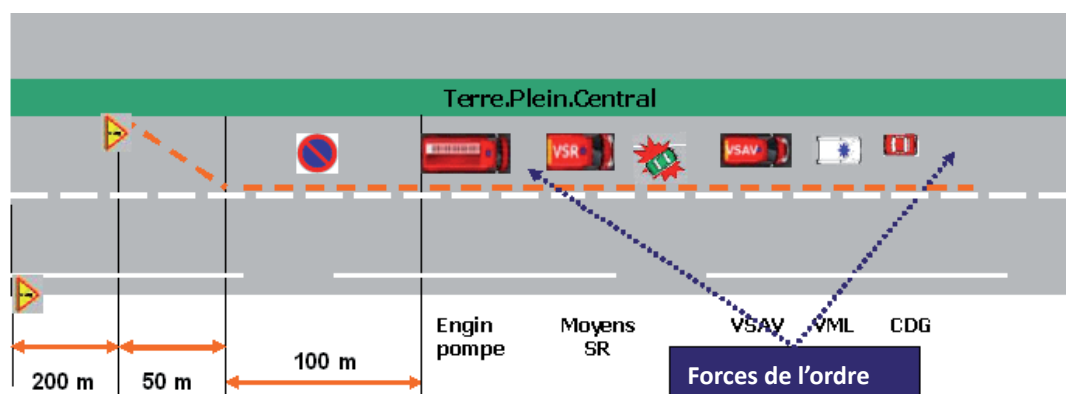 Terre.Plein.Central
VSR
VSAV
Engin
pompe
Moyens
SR
VSAV
VML
CDG
200 m
50 m
100 m
Forces de l’ordre